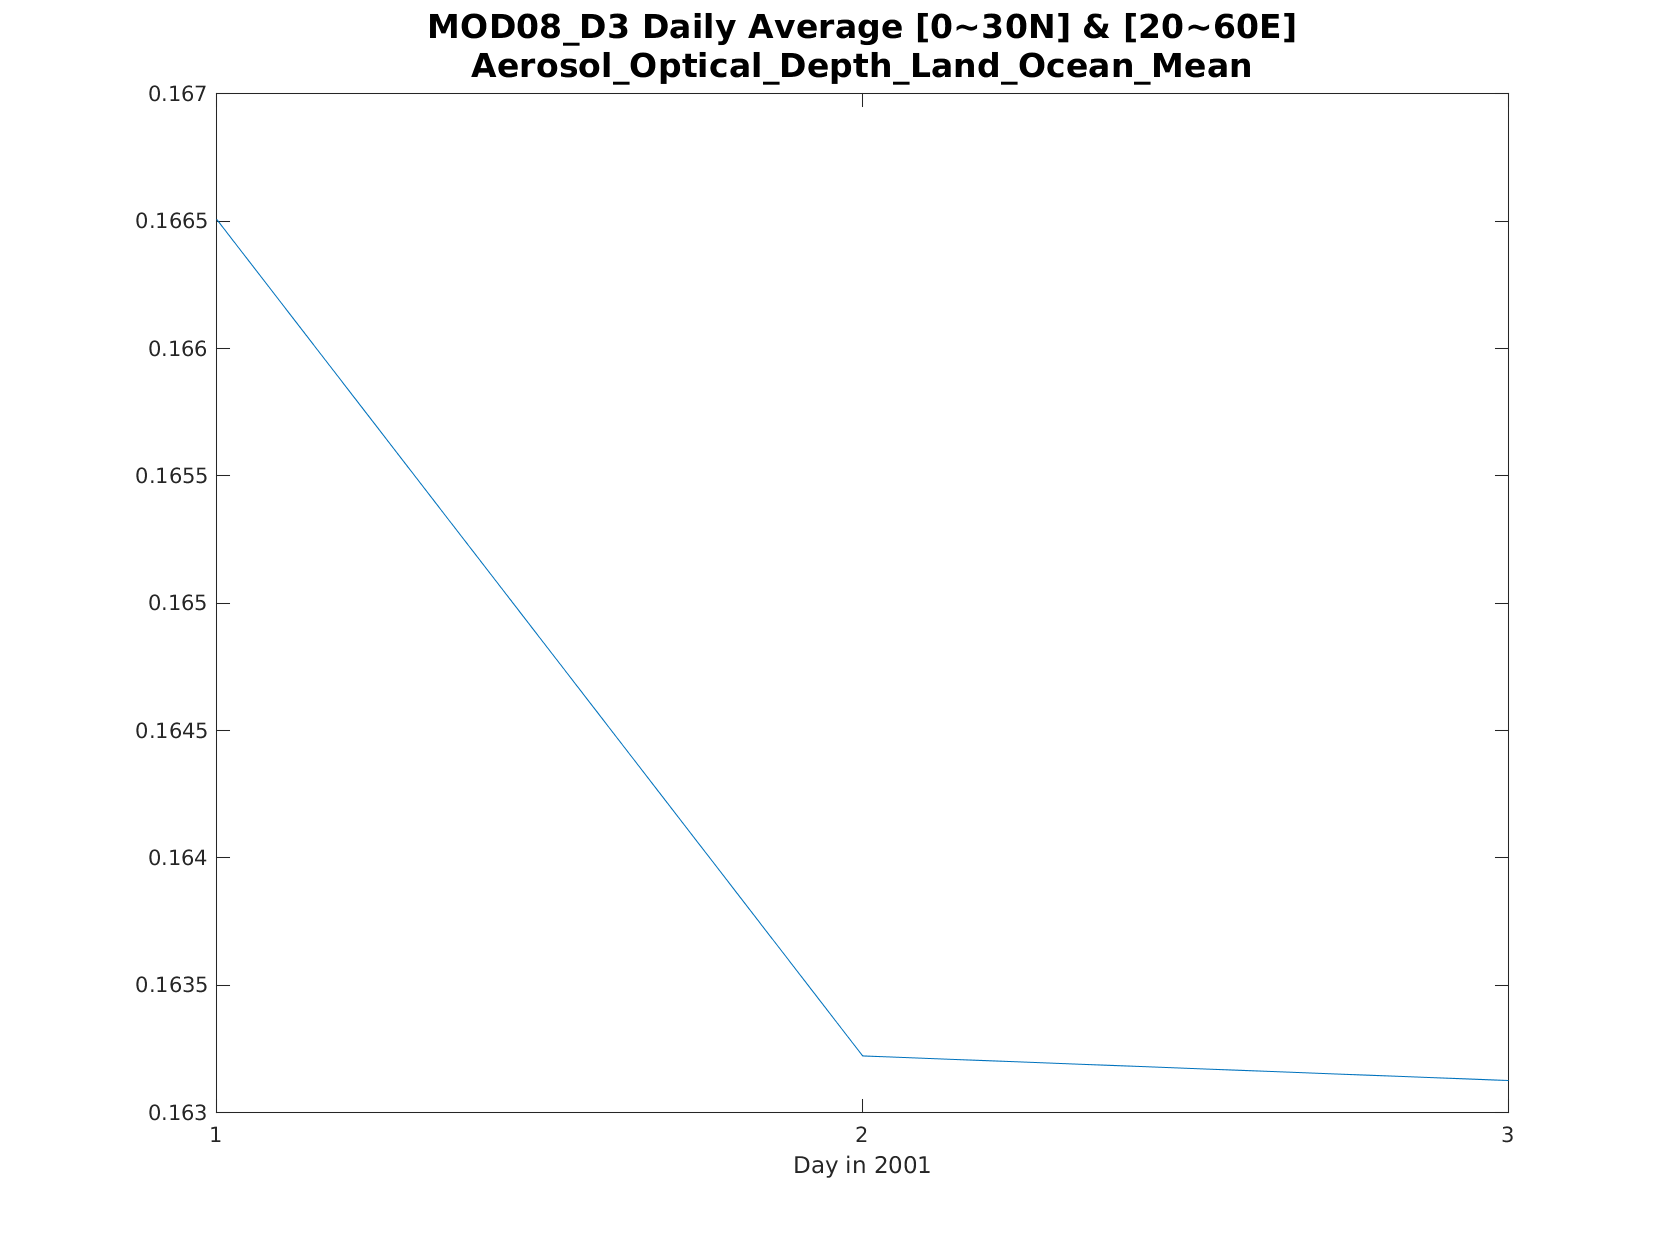 MOD08_D3 Daily Average [0~30N] & [20~60E]
Aerosol_Optical_Depth_Land_Ocean_Mean
0.167
0.1665
0.166
0.1655
0.165
0.1645
0.164
0.1635
0.163
1 2 3
Day in 2001